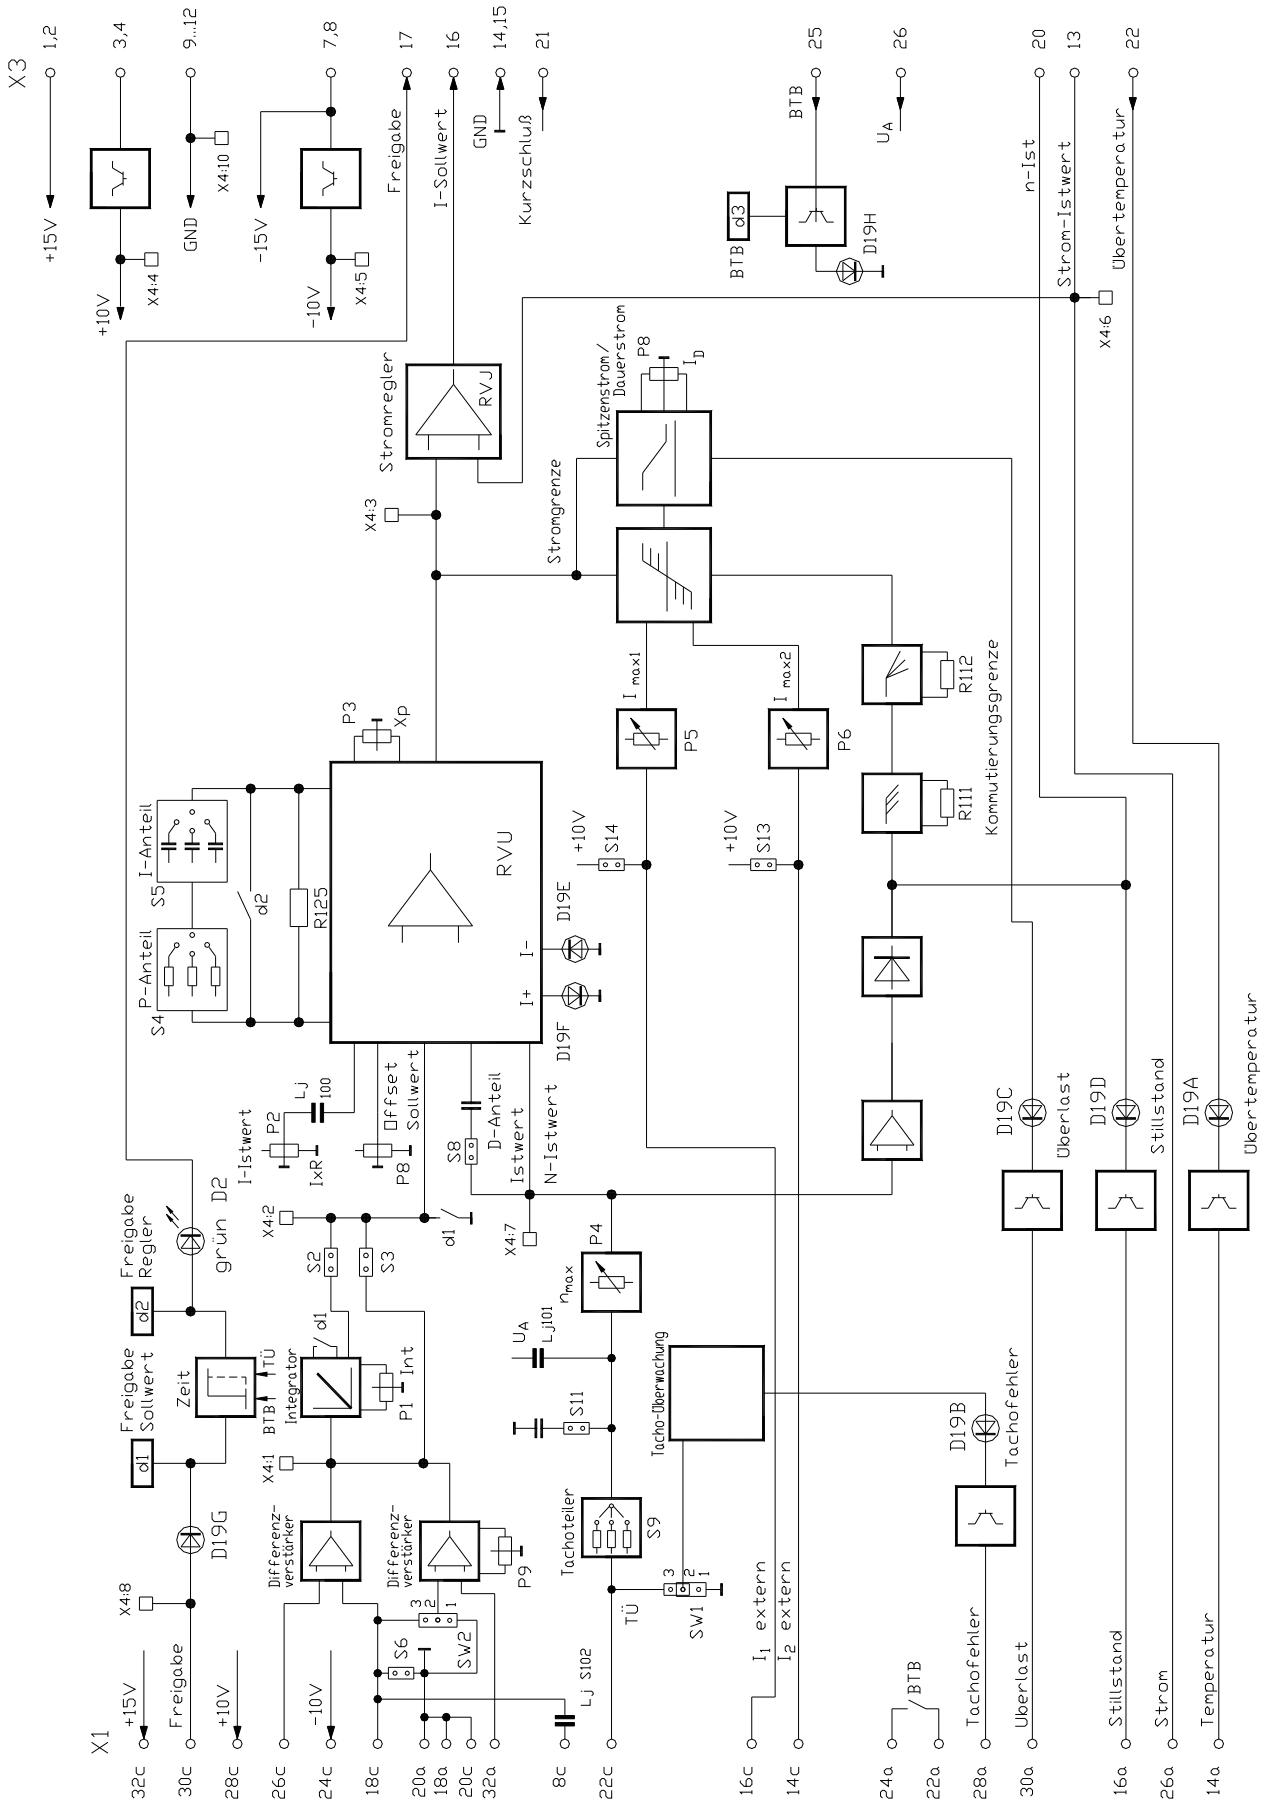 X3
1,2
3,4
9...12
7,8
17
16
14,15
21
25
26
20
13
22
+15V
+10V
X4:4
GND
X4:10
-15V
-10V
X4:5
Freigabe
I-Sollwert
GND
Kurzschluß
BTB
UA
BTB
d3
D19H
n-Ist
Strom-Istwert
X4:6
Übertemperatur
Stromregler
RVJ
X4:3
Stromgrenze
Spitzenstrom/
Dauerstrom
P8
ID
P3
Xp
I max1
P5
I max2
P6
R112
R111
Kommutierungsgrenze
I-Anteil
S5
P-Anteil
S4
d2
R125
RVU
I-
I+
D19E
D19F
+10V
S14
+10V
S13
I-Istwert
P2
IxR
Lj
100
P8
Offset
Sollwert
S8
D-Anteil
Istwert
N-Istwert
X4:7
Freigabe
Regler
d2
grün D2
X4:2
S2
S3
d1
Freigabe
Sollwert
d1
Zeit
BTB
TÜ
Integrator
d1
P1
Int
UA
Lj101
nmax
P4
S11
Tacho-Überwachung
D19G
X4:8
X4:1
Differenz-
verstärker
Differenz-
verstärker
P9
Tachoteiler
S9
3
2
1
SW2
S6
TÜ
3
2
1
SW1
Lj S102
I1 extern
I2 extern
D19C
Überlast
D19D
Stillstand
D19A
Übertemperatur
D19B
Tachofehler
X1
+15V
Freigabe
+10V
-10V
BTB
Tachofehler
Überlast
Stillstand
Strom
Temperatur
32c
30c
28c
26c
24c
18c
20a
18a
20c
32a
8c
22c
16c
14c
24a
22a
28a
30a
16a
26a
14a